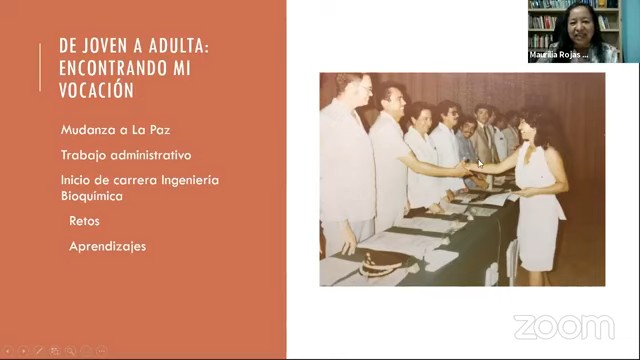 DE JOVEN A ADULTA:
ENCONTRANDO MI
VOCACIÓN
Mudanza a La Paz
Trabajo administrativo
Inicio de carrera Ingeniería
Bioquímica
Retos
Aprendizajes
Maurilia Rojas ...
zoom